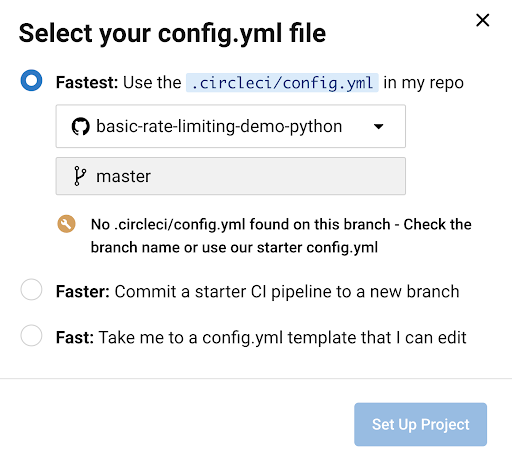 Select your config.yml file
Fastest: Use the .circleci/config.yml in my repo
basic-rate-limiting-demo-python
master
No .circleci/config.yml found on this branch - Check the
branch name or use our starter config.yml
Faster: Commit a starter CI pipeline to a new branch
Fast: Take me to a config.yml template that I can edit
Set Up Project